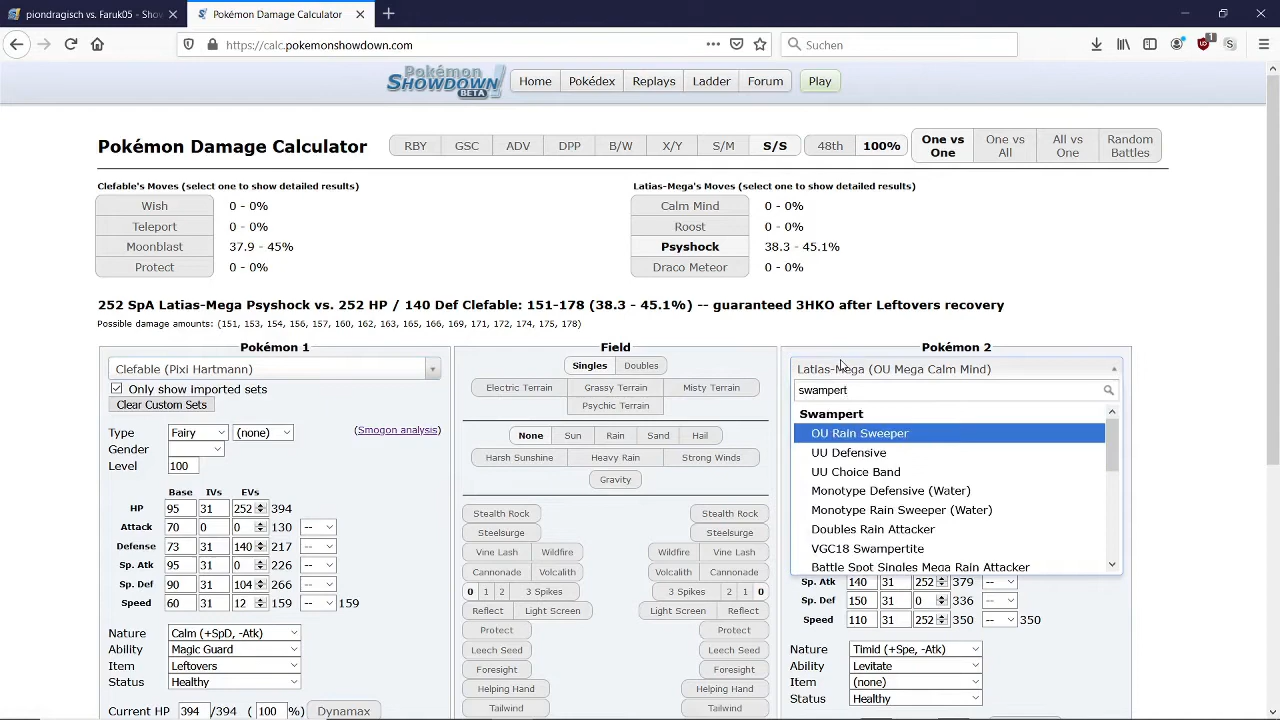 piondragisch vs. Faruk05 - Show
Pokémon Damage Calculator
https://calc.pokemonshowdown.com
Suchen
1
S
Pokémon
SHOWDOWN!
BETA
Home
Pokédex
Replays
Ladder
Forum
Play
Pokémon Damage Calculator
RBY GSC ADV DPP B/W X/Y S/M S/S
48th 100%
One vs One
One vs All
All vs One
Random Battles
Clefable's Moves (select one to show detailed results)
Wish 0 - 0%
Teleport 0 - 0%
Moonblast 37.9 - 45%
Protect 0 - 0%
Latias-Mega's Moves (select one to show detailed results)
Calm Mind 0 - 0%
Roost 0 - 0%
Psyshock 38.3 - 45.1%
Draco Meteor 0 - 0%
252 SpA Latias-Mega Psyshock vs. 252 HP / 140 Def Clefable: 151-178 (38.3 - 45.1%) -- guaranteed 3HKO after Leftovers recovery
Possible damage amounts: (151, 153, 154, 156, 157, 160, 162, 163, 165, 166, 169, 171, 172, 174, 175, 178)
Pokémon 1
Clefable (Pixi Hartmann)
Only show imported sets
Clear Custom Sets
Type Fairy (none) (Smogon analysis)
Gender
Level 100
Base IVs EVs
HP 95 31 252 394
Attack 70 0 0 130 --
Defense 73 31 140 217 --
Sp. Atk 95 31 0 226 --
Sp. Def 90 31 104 266 --
Speed 60 31 12 159 -- 159
Nature Calm (+SpD, -Atk)
Ability Magic Guard
Item Leftovers
Status Healthy
Current HP 394 /394 ( 100 %) Dynamax
Field
Singles Doubles
Electric Terrain Grassy Terrain Misty Terrain
Psychic Terrain
None Sun Rain Sand Hail
Harsh Sunshine Heavy Rain Strong Winds
Gravity
Stealth Rock Stealth Rock
Steelsurge Steelsurge
Vine Lash Wildfire Wildfire Vine Lash
Cannonade Volcalith Volcalith Cannonade
0 1 2 3 Spikes 3 Spikes 2 1 0
Reflect Light Screen Light Screen Reflect
Protect Protect
Leech Seed Leech Seed
Foresight Foresight
Helping Hand Helping Hand
Tailwind Tailwind
Pokémon 2
Latias-Mega (OU Mega Calm Mind)
swampert
Swampert
OU Rain Sweeper
UU Defensive
UU Choice Band
Monotype Defensive (Water)
Monotype Rain Sweeper (Water)
Doubles Rain Attacker
VGC18 Swampertite
Battle Spot Singles Mega Rain Attacker
Sp. Atk 140 31 252 379 --
Sp. Def 150 31 0 336 --
Speed 110 31 252 350 -- 350
Nature Timid (+Spe, -Atk)
Ability Levitate
Item (none)
Status Healthy